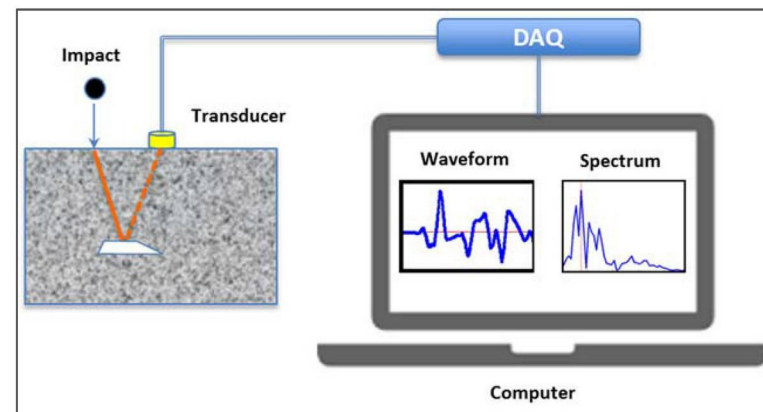 DAQ
Impact
Transducer
Waveform
Spectrum
Computer